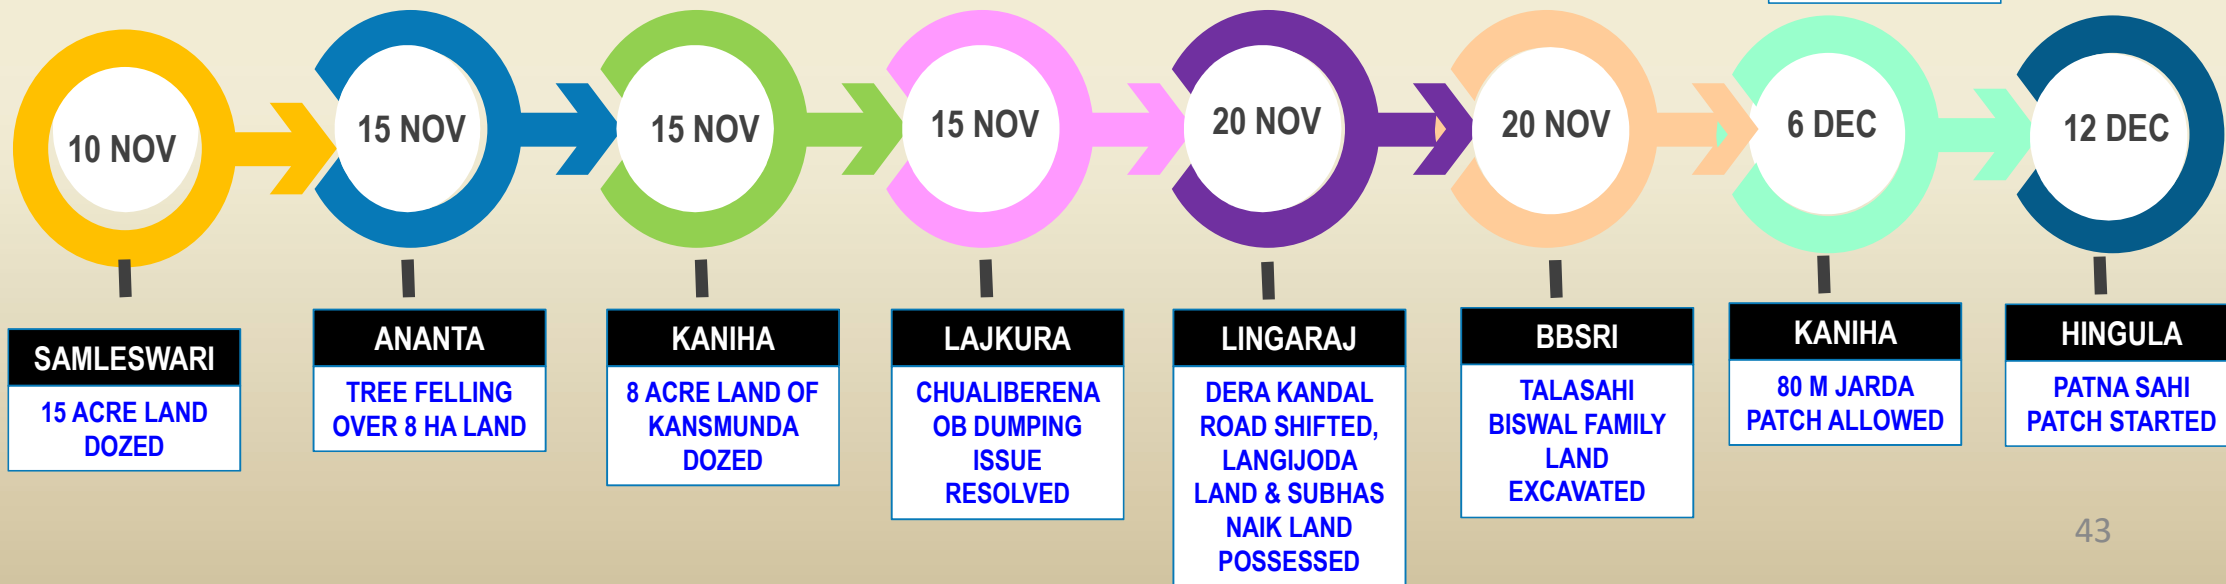 10 NOV
15 NOV
15 NOV
15 NOV
20 NOV
20 NOV
6 DEC
12 DEC
SAMLESWARI
15 ACRE LAND
DOZED
ANANTA
TREE FELLING
OVER 8 HA LAND
KANIHA
8 ACRE LAND OF
KANSMUNDA
DOZED
LAJKURA
CHUALIBERENA
OB DUMPING
ISSUE
RESOLVED
LINGARAJ
DERA KANDAL
ROAD SHIFTED,
LANGIJODA
LAND & SUBHAS
NAIK LAND
POSSESSED
BBSRI
TALASAHI
BISWAL FAMILY
LAND
EXCAVATED
KANIHA
80 M JARDA
PATCH ALLOWED
HINGULA
PATNA SAHI
PATCH STARTED
43